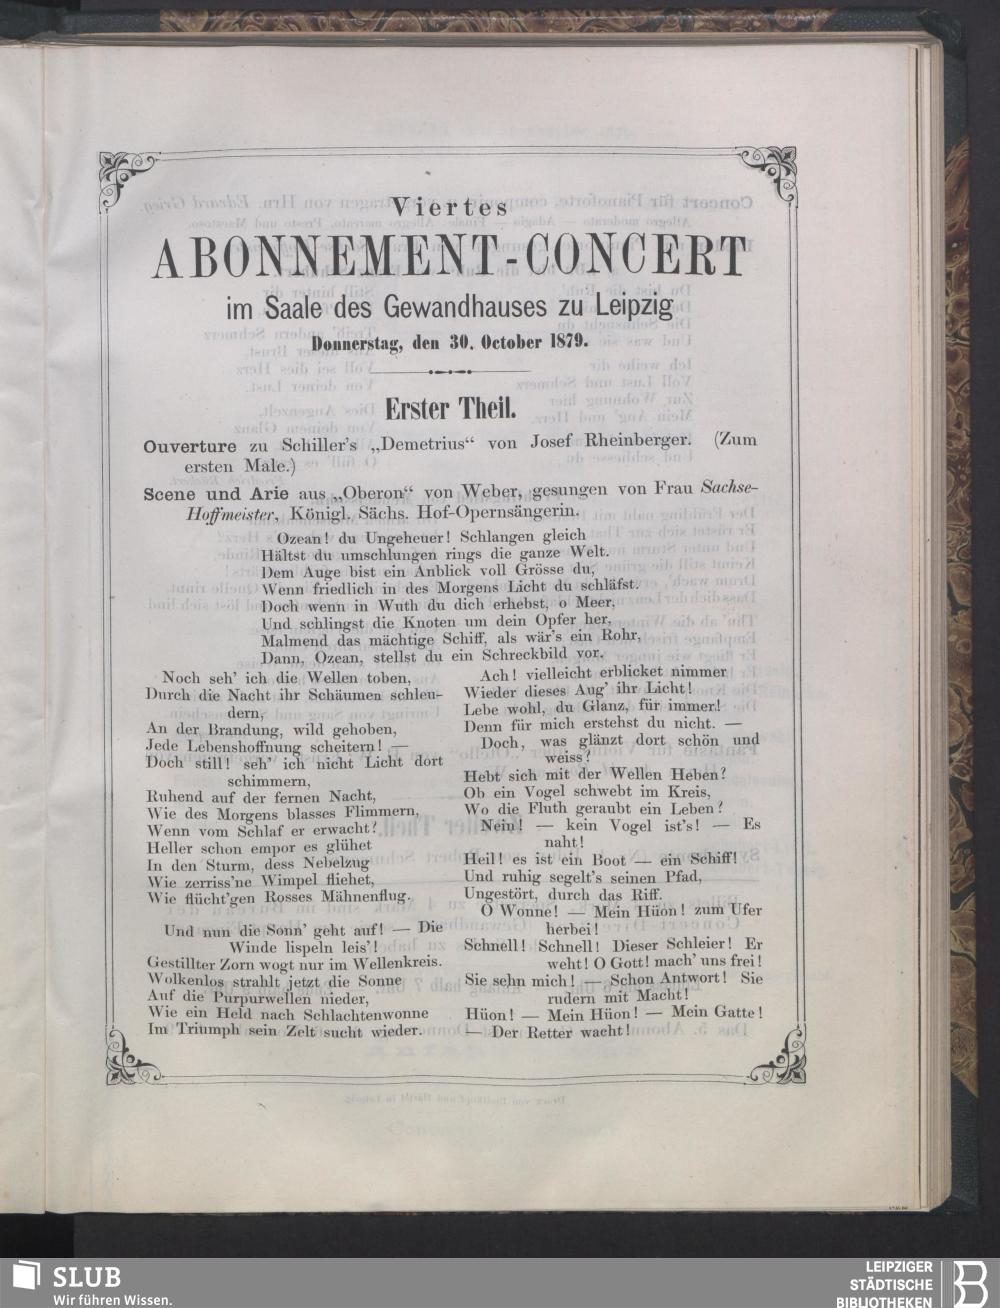 Viertes
ABONNEMENT-CONCERT
im Saale des Gewandhauses zu Leipzig
Donnerstag, den 30. October 1879.
Erster Theil.
Ouverture zu Schiller's „Demetrius“ von Josef Rheinberger. (Zum
ersten Male.)
Scene und Arie aus „Oberon“ von Weber, gesungen von Frau Sachse-
Hoffmeister, Königl. Sächs. Hof-Opernsängerin.
Ozean! du Ungeheuer! Schlangen gleich
Hältst du umschlungen rings die ganze Welt.
Dem Auge bist ein Anblick voll Grösse du,
Wenn friedlich in des Morgens Licht du schläfst.
Doch wenn in Wuth du dich erhebst, o Meer,
Und schlingst die Knoten um dein Opfer her,
Malmend das mächtige Schiff, als wär's ein Rohr,
Dann, Ozean, stellst du ein Schreckbild vor.
Noch seh' ich die Wellen toben,
Durch die Nacht ihr Schäumen schleu-
dern,
An der Brandung, wild gehoben,
Jede Lebenshoffnung scheitern! —
Doch still! seh' ich nicht Licht dort
schimmern,
Ruhend auf der fernen Nacht,
Wie des Morgens blasses Flimmern,
Wenn vom Schlaf er erwacht?
Heller schon empor es glühet
In den Sturm, dess Nebelzug
Wie zerriss'ne Wimpel fliehet,
Wie flücht'gen Rosses Mähnenflug.
Und nun die Sonn' geht auf! — Die
Winde lispeln leis'!
Gestillter Zorn wogt nur im Wellenkreis.
Wolkenlos strahlt jetzt die Sonne
Auf die Purpurwellen nieder,
Wie ein Held nach Schlachtenwonne
Im Triumph sein Zelt sucht wieder.
Ach! vielleicht erblicket nimmer
Wieder dieses Aug' ihr Licht!
Lebe wohl, du Glanz, für immer!
Denn für mich erstehst du nicht. —
Doch, was glänzt dort schön und
weiss?
Hebt sich mit der Wellen Heben?
Ob ein Vogel schwebt im Kreis,
Wo die Fluth geraubt ein Leben?
Nein! — kein Vogel ist's! — Es
naht!
Heil! es ist ein Boot — ein Schiff!
Und ruhig segelt's seinen Pfad,
Ungestört, durch das Riff.
O Wonne! — Mein Hüon! zum Ufer
herbei!
Schnell! Schnell! Dieser Schleier! Er
weht! O Gott! mach' uns frei!
Sie sehn mich! — Schon Antwort! Sie
rudern mit Macht!
Hüon! — Mein Hüon! — Mein Gatte!
— Der Retter wacht!
SLUB
Wir führen Wissen.
LEIPZIGER
STÄDTISCHE
BIBLIOTHEKEN